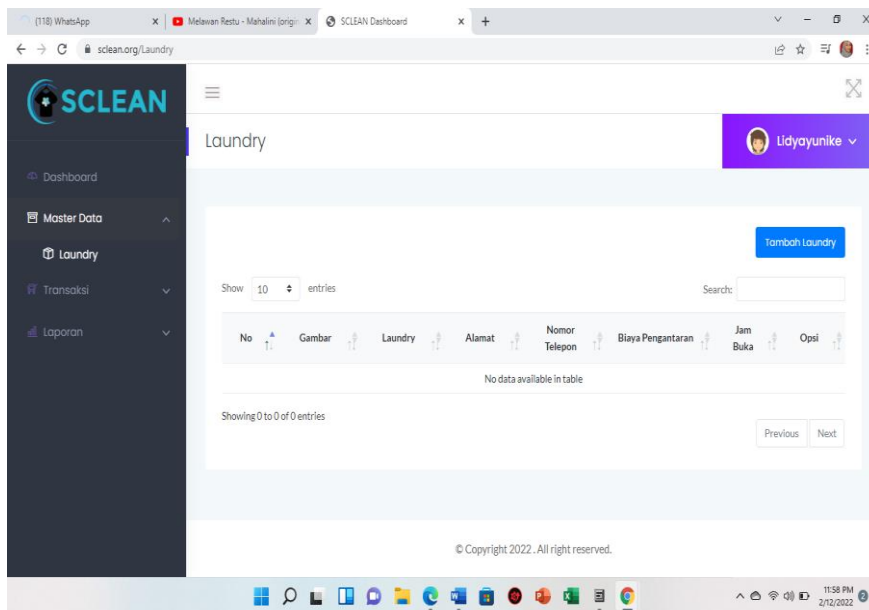 (118) WhatsApp
Melawan Restu - Mahalini (origin
SCLEAN Dashboard
sclean.org/Laundry
SCLEAN
Laundry
Lidyayunike
Dashboard
Master Data
Laundry
Transaksi
Laporan
Tambah Laundry
Show 10 entries
Search:
No Gambar Laundry Alamat Nomor Telepon Biaya Pengantaran Jam Buka Opsi
No data available in table
Showing 0 to 0 of 0 entries
Previous Next
© Copyright 2022 . All right reserved.
11:58 PM
2/12/2022
2